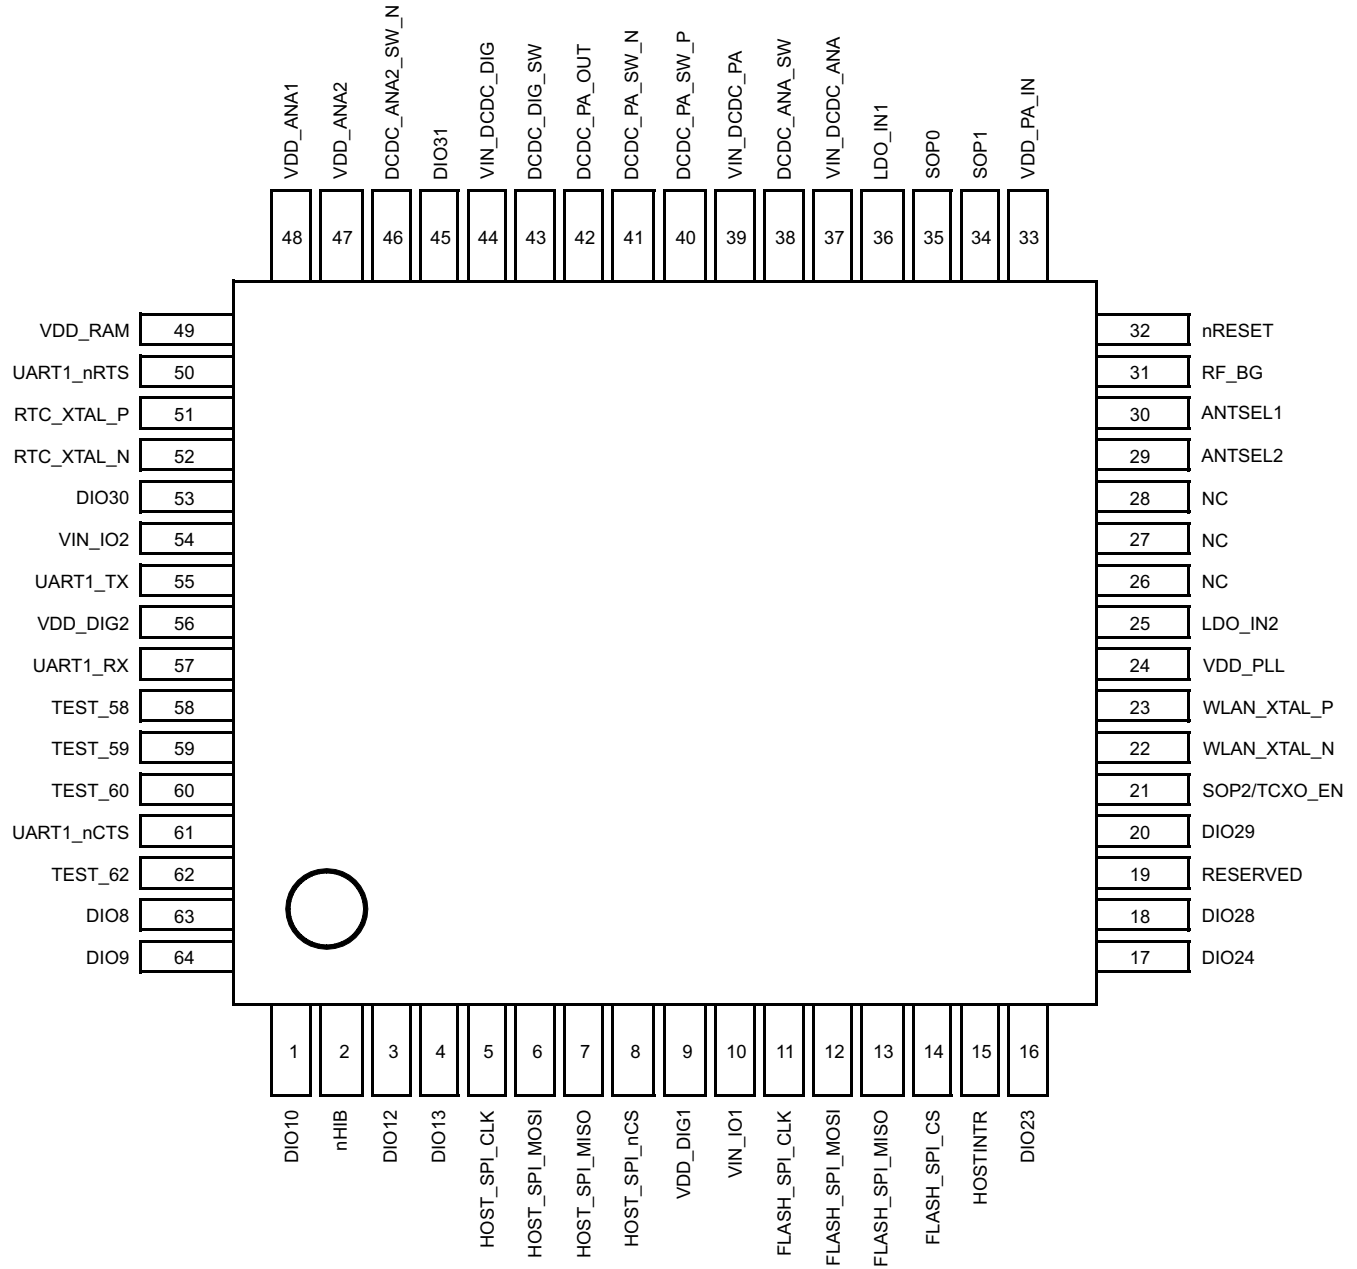 VDD_ANA1
VDD_ANA2
DCDC_ANA2_SW_N
DIO31
VIN_DCDC_DIG
DCDC_DIG_SW
DCDC_PA_OUT
DCDC_PA_SW_N
DCDC_PA_SW_P
VIN_DCDC_PA
DCDC_ANA_SW
VIN_DCDC_ANA
LDO_IN1
SOP0
SOP1
VDD_PA_IN
48 47 46 45 44 43 42 41 40 39 38 37 36 35 34 33
VDD_RAM 49
UART1_nRTS 50
RTC_XTAL_P 51
RTC_XTAL_N 52
DIO30 53
VIN_IO2 54
UART1_TX 55
VDD_DIG2 56
UART1_RX 57
TEST_58 58
TEST_59 59
TEST_60 60
UART1_nCTS 61
TEST_62 62
DIO8 63
DIO9 64
32 nRESET
31 RF_BG
30 ANTSEL1
29 ANTSEL2
28 NC
27 NC
26 NC
25 LDO_IN2
24 VDD_PLL
23 WLAN_XTAL_P
22 WLAN_XTAL_N
21 SOP2/TCXO_EN
20 DIO29
19 RESERVED
18 DIO28
17 DIO24
1 2 3 4 5 6 7 8 9 10 11 12 13 14 15 16
DIO10
nHIB
DIO12
DIO13
HOST_SPI_CLK
HOST_SPI_MOSI
HOST_SPI_MISO
HOST_SPI_nCS
VDD_DIG1
VIN_IO1
FLASH_SPI_CLK
FLASH_SPI_MOSI
FLASH_SPI_MISO
FLASH_SPI_CS
HOSTINTR
DIO23